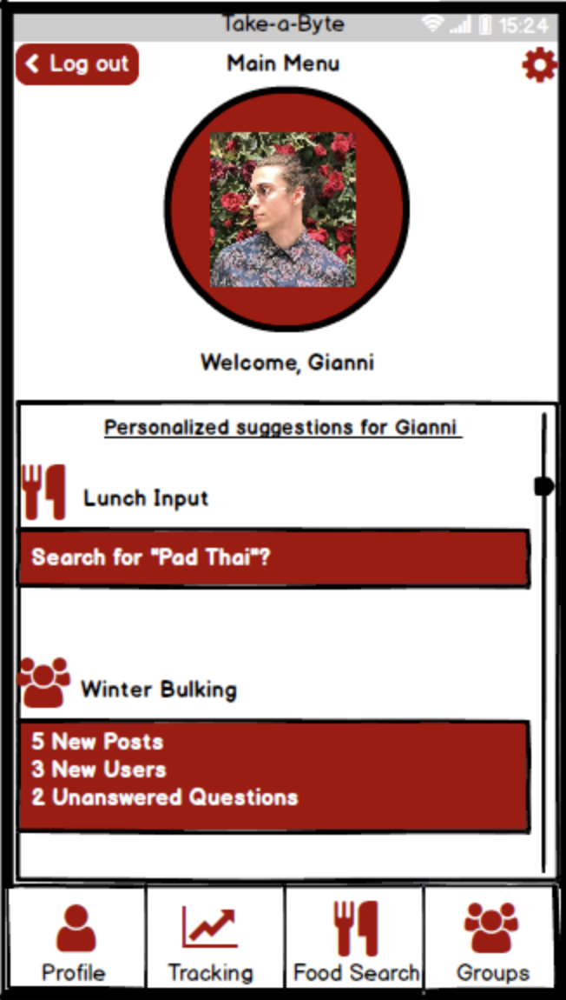 Take-a-Byte 15:24
Log out Main Menu
Welcome, Gianni
Personalized suggestions for Gianni
Lunch Input
Search for "Pad Thai"?
Winter Bulking
5 New Posts
3 New Users
2 Unanswered Questions
Profile Tracking Food Search Groups